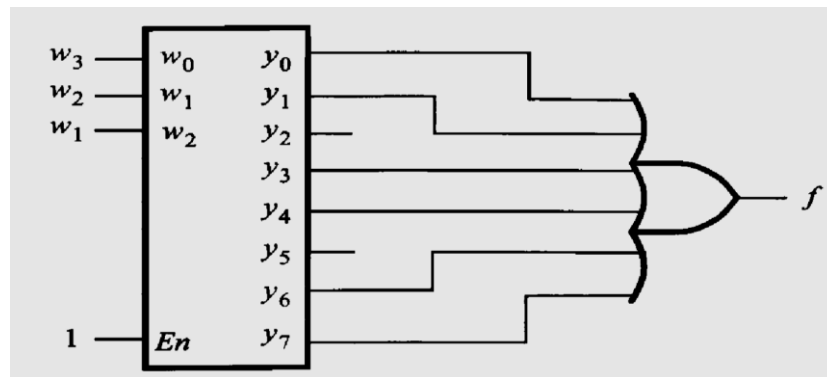 w₃ w₀ y₀
w₂ w₁ y₁
w₁ w₂ y₂
y₃
y₄ f
y₅
y₆
1 En y₇